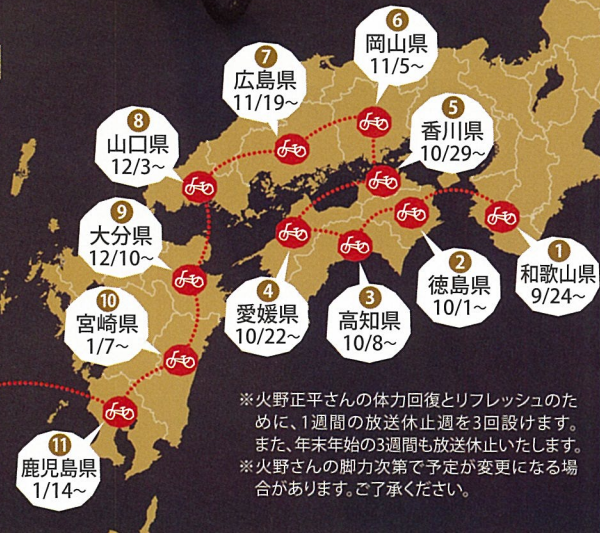 ①
和歌山県
9/24〜
②
徳島県
10/1〜
③
高知県
10/8〜
④
愛媛県
10/22〜
⑤
香川県
10/29〜
⑥
岡山県
11/5〜
⑦
広島県
11/19〜
⑧
山口県
12/3〜
⑨
大分県
12/10〜
⑩
宮崎県
1/7〜
⑪
鹿児島県
1/14〜
※火野正平さんの体力回復とリフレッシュのた
めに、1週間の放送休止週を3回設けます。
また、年末年始の3週間も放送休止いたします。
※火野さんの脚力次第で予定が変更になる場
合があります。ご了承ください。